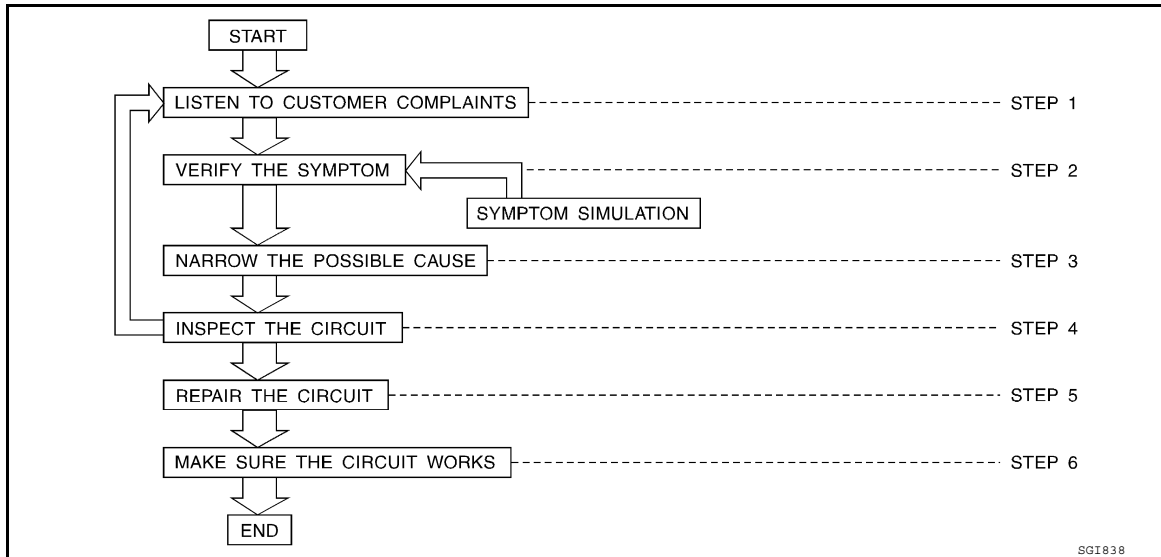 START
LISTEN TO CUSTOMER COMPLAINTS STEP 1
VERIFY THE SYMPTOM STEP 2
SYMPTOM SIMULATION
NARROW THE POSSIBLE CAUSE STEP 3
INSPECT THE CIRCUIT STEP 4
REPAIR THE CIRCUIT STEP 5
MAKE SURE THE CIRCUIT WORKS STEP 6
END
SGI838